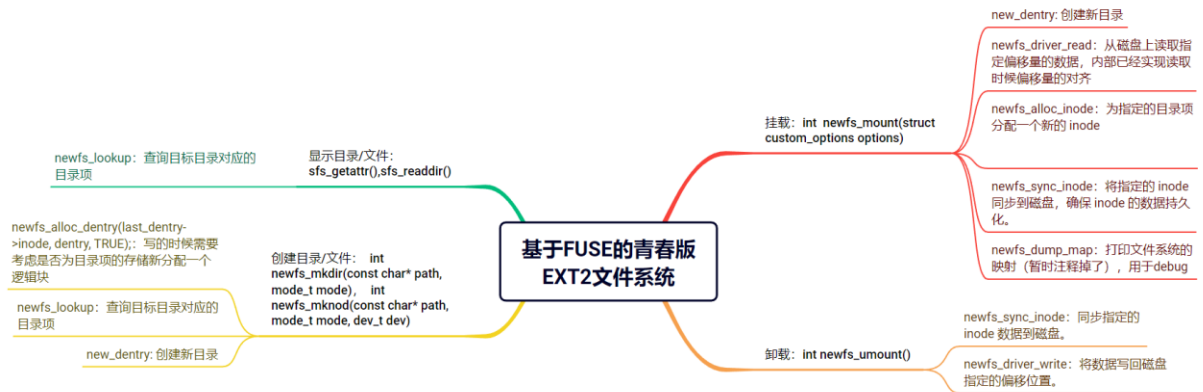 基于FUSE的青春版
EXT2文件系统
挂载：int newfs_mount(struct
custom_options options)
new_dentry: 创建新目录
newfs_driver_read：从磁盘上读取指
定偏移量的数据，内部已经实现读取
时候偏移量的对齐
newfs_alloc_inode：为指定的目录项
分配一个新的 inode
newfs_sync_inode：将指定的 inode
同步到磁盘，确保 inode 的数据持久
化。
newfs_dump_map：打印文件系统的
映射（暂时注释掉了），用于debug
卸载：int newfs_umount()
newfs_sync_inode：同步指定的
inode 数据到磁盘。
newfs_driver_write：将数据写回磁盘
指定的偏移位置。
显示目录/文件：
sfs_getattr(),sfs_readdir()
newfs_lookup：查询目标目录对应的
目录项
创建目录/文件： int
newfs_mkdir(const char* path,
mode_t mode)， int
newfs_mknod(const char* path,
mode_t mode, dev_t dev)
newfs_alloc_dentry(last_dentry-
>inode, dentry, TRUE);：写的时候需要
考虑是否为目录项的存储新分配一个
逻辑块
newfs_lookup：查询目标目录对应的
目录项
new_dentry: 创建新目录